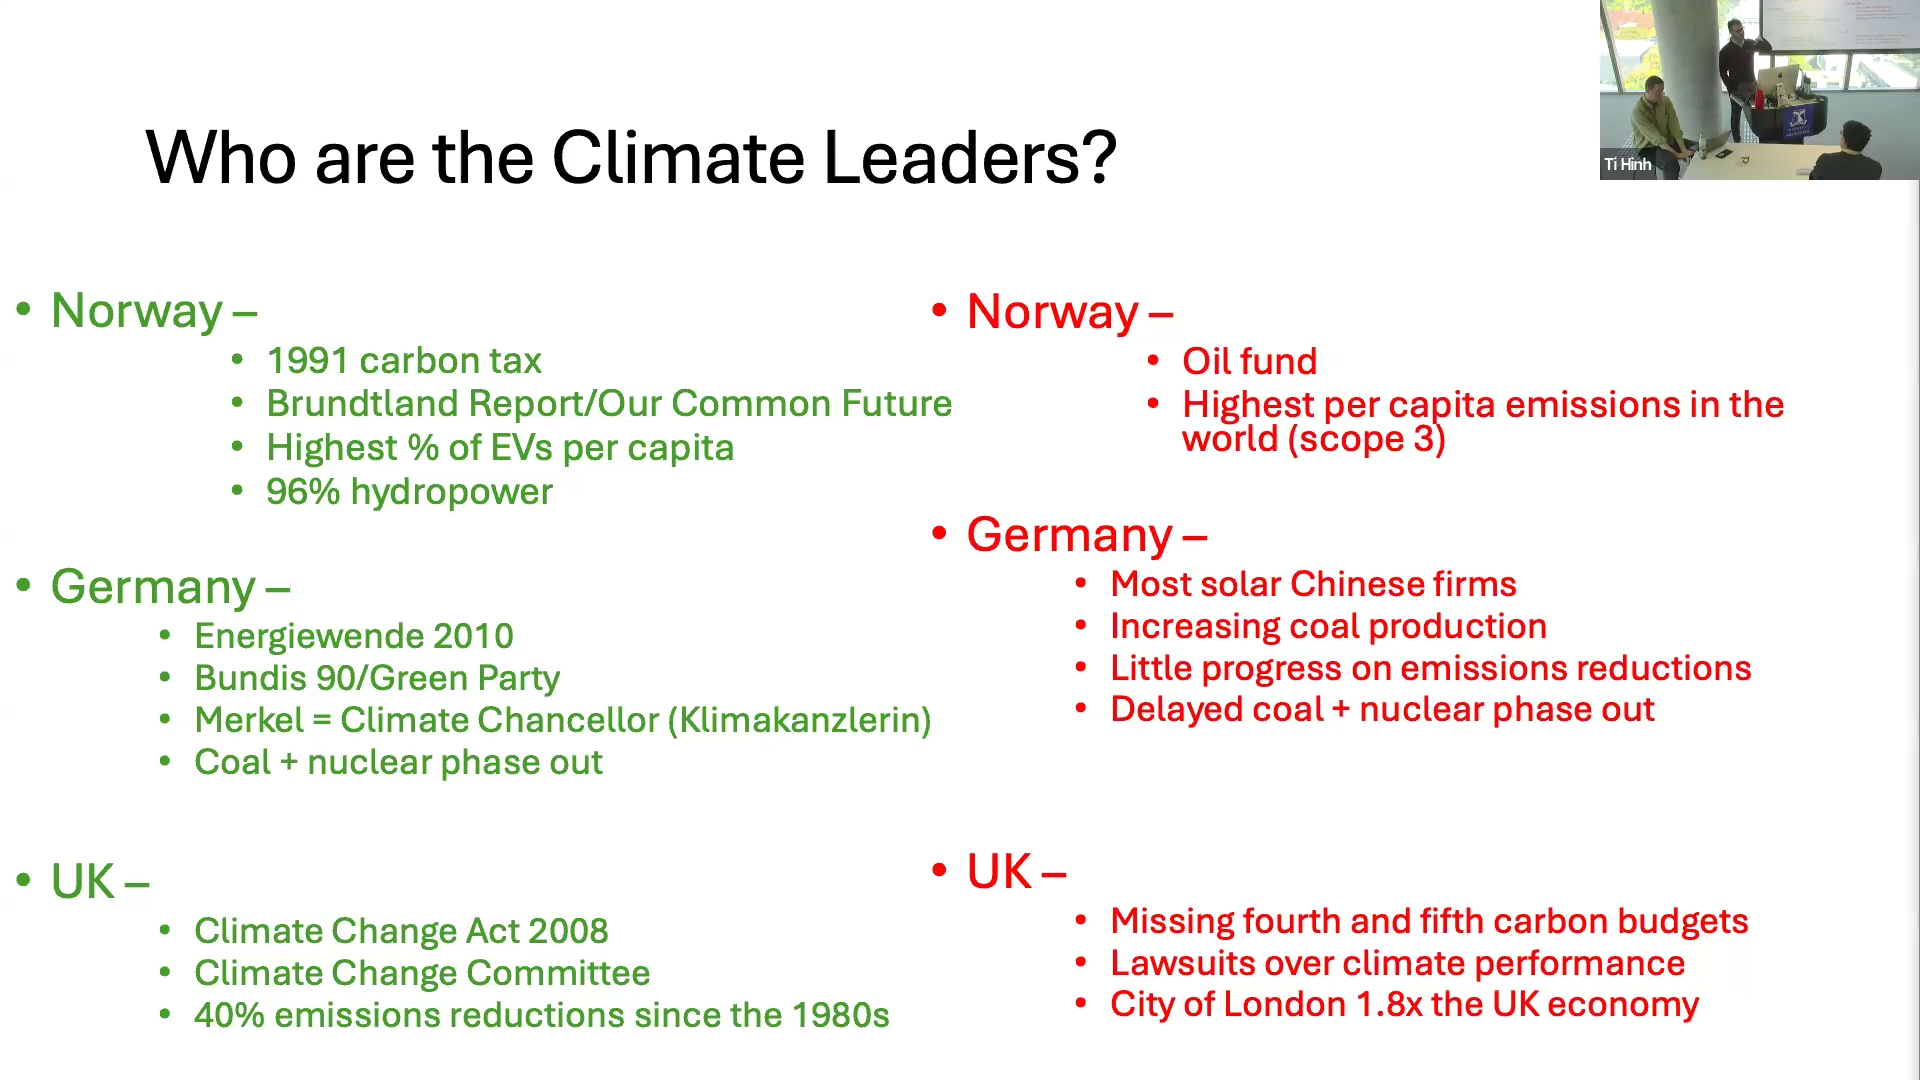 Who are the Climate Leaders?
Ti Hinh
• Norway –
• 1991 carbon tax
• Brundtland Report/Our Common Future
• Highest % of EVs per capita
• 96% hydropower
• Germany –
• Energiewende 2010
• Bundis 90/Green Party
• Merkel = Climate Chancellor (Klimakanzlerin)
• Coal + nuclear phase out
• UK –
• Climate Change Act 2008
• Climate Change Committee
• 40% emissions reductions since the 1980s
• Norway –
• Oil fund
• Highest per capita emissions in the
world (scope 3)
• Germany –
• Most solar Chinese firms
• Increasing coal production
• Little progress on emissions reductions
• Delayed coal + nuclear phase out
• UK –
• Missing fourth and fifth carbon budgets
• Lawsuits over climate performance
• City of London 1.8x the UK economy